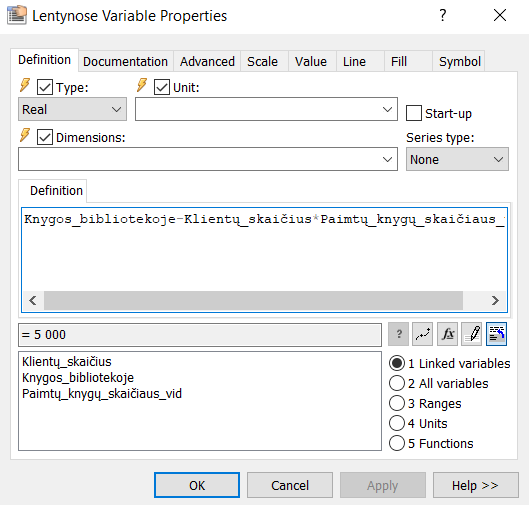 Lentynose Variable Properties
Definition Documentation Advanced Scale Value Line Fill Symbol
Type: Unit:
Real
Start-up
Dimensions: Series type:
None
Definition
Knygos_bibliotekoje-Klientų_skaičius*Paimtų_knygų_skaičiaus_
= 5 000
? fx
Klientų_skaičius
Knygos_bibliotekoje
Paimtų_knygų_skaičiaus_vid
1 Linked variables
2 All variables
3 Ranges
4 Units
5 Functions
OK Cancel Apply Help >>